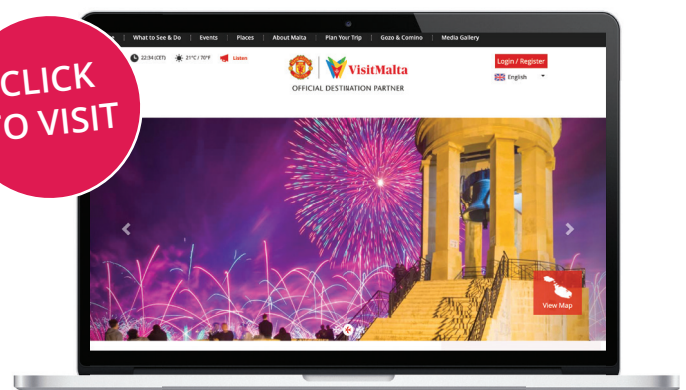 What to See & Do | Events | Places | About Malta | Plan Your Trip | Gozo & Comino | Media Gallery
22:34 (CET) 21°C / 70°F Listen
VisitMalta
OFFICIAL DESTINATION PARTNER
Login / Register
English
CLICK
TO VISIT
View Map